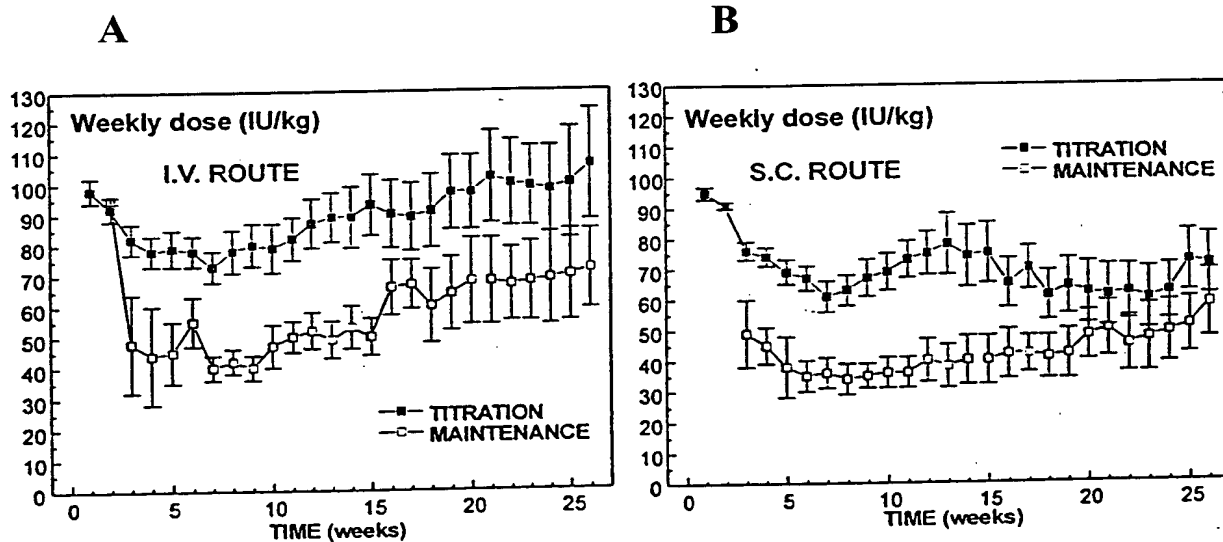 A
B
130
120
110
100
90
80
70
60
50
40
30
20
10
0
Weekly dose (IU/kg)
I.V. ROUTE
TITRATION
MAINTENANCE
0 5 10 15 20 25
TIME (weeks)
130
120
110
100
90
80
70
60
50
40
30
20
10
0
Weekly dose (IU/kg)
TITRATION
MAINTENANCE
S.C. ROUTE
0 5 10 15 20 25
TIME (weeks)